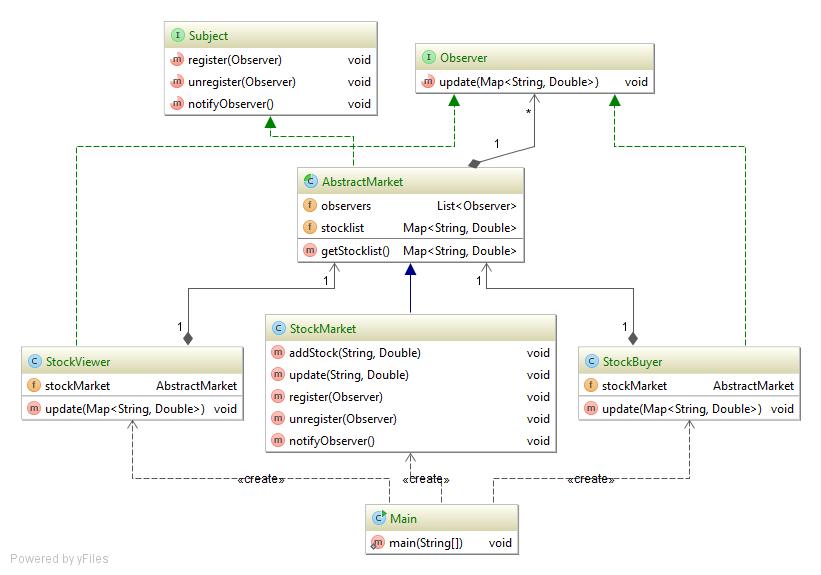 Subject
register(Observer) void
unregister(Observer) void
notifyObserver() void
Observer
update(Map<String, Double>) void
*
1
AbstractMarket
observers List<Observer>
stocklist Map<String, Double>
getStocklist() Map<String, Double>
1
1
1
1
StockViewer
stockMarket AbstractMarket
update(Map<String, Double>) void
StockMarket
addStock(String, Double) void
update(String, Double) void
register(Observer) void
unregister(Observer) void
notifyObserver() void
StockBuyer
stockMarket AbstractMarket
update(Map<String, Double>) void
«create»
«create»
«create»
Main
main(String[]) void
Powered by yFiles